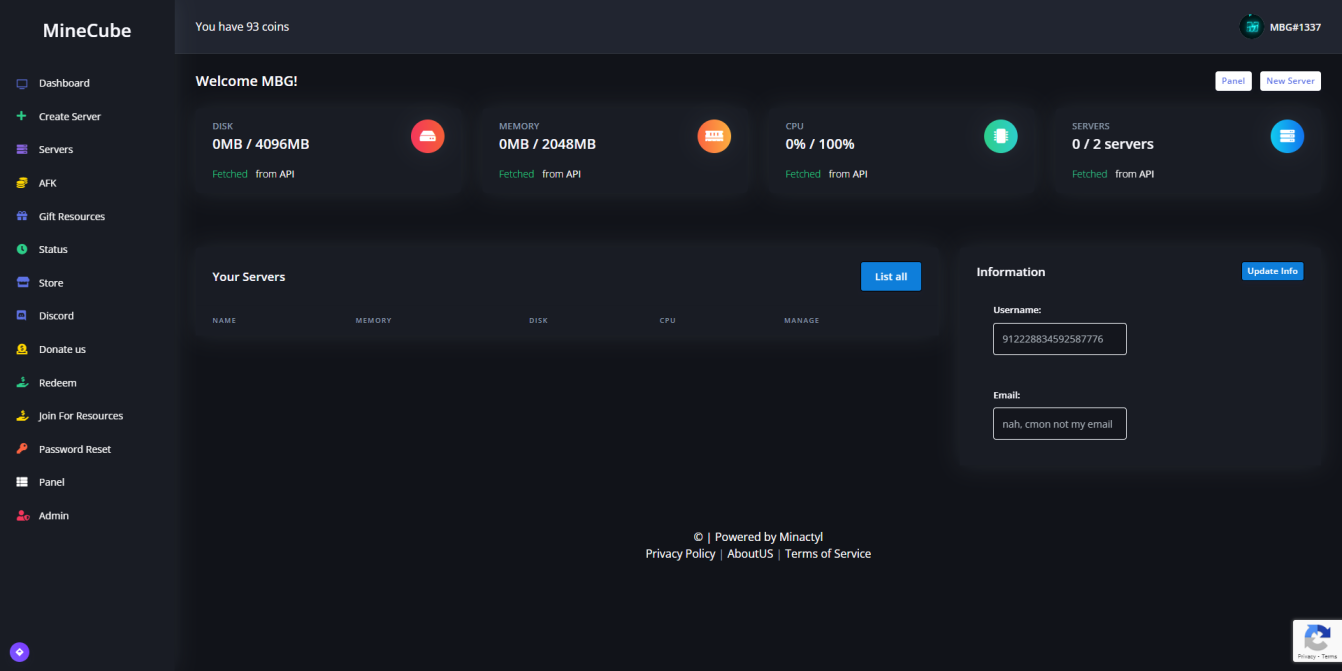 MineCube
You have 93 coins
MBG#1337
Dashboard
Create Server
Servers
AFK
Gift Resources
Status
Store
Discord
Donate us
Redeem
Join For Resources
Password Reset
Panel
Admin
Welcome MBG!
Panel
New Server
DISK
0MB / 4096MB
Fetched from API
MEMORY
0MB / 2048MB
Fetched from API
CPU
0% / 100%
Fetched from API
SERVERS
0 / 2 servers
Fetched from API
Your Servers
List all
NAME MEMORY DISK CPU MANAGE
Information
Update Info
Username:
912228834592587776
Email:
nah, cmon not my email
© | Powered by Minactyl
Privacy Policy | AboutUS | Terms of Service
Privacy - Terms